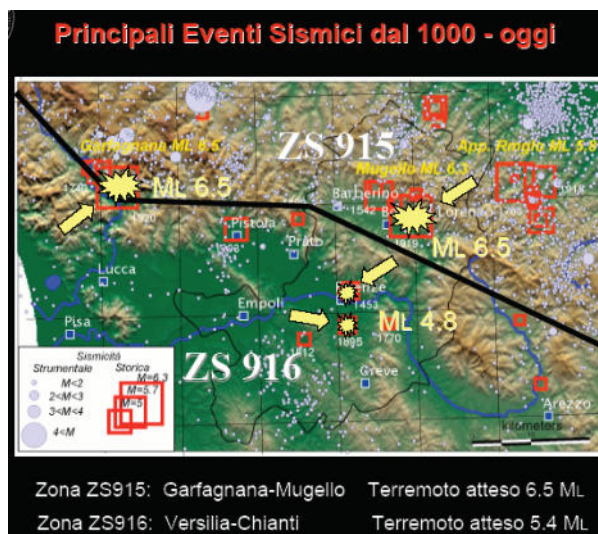 Principali Eventi Sismici dal 1000 - oggi
Garfagnana ML 6.5
ZS 915
App. Rmglo ML 5.8
Mugello ML 6.3
ML 6.5
Barberino
1542
1918
1920
Pistoia
1919
ML 6.5
Prato
Lucca
1453
Empoli
ML 4.8
Pisa
1895
1770
1812
ZS 916
Greve
Arezzo
kilometers
Sismicità
Strumentale
Storica
M<2
2<M<3
3<M<4
4<M
M=6.3
M=5.7
M=5
Zona ZS915: Garfagnana-Mugello Terremoto atteso 6.5 ML
Zona ZS916: Versilia-Chianti Terremoto atteso 5.4 ML